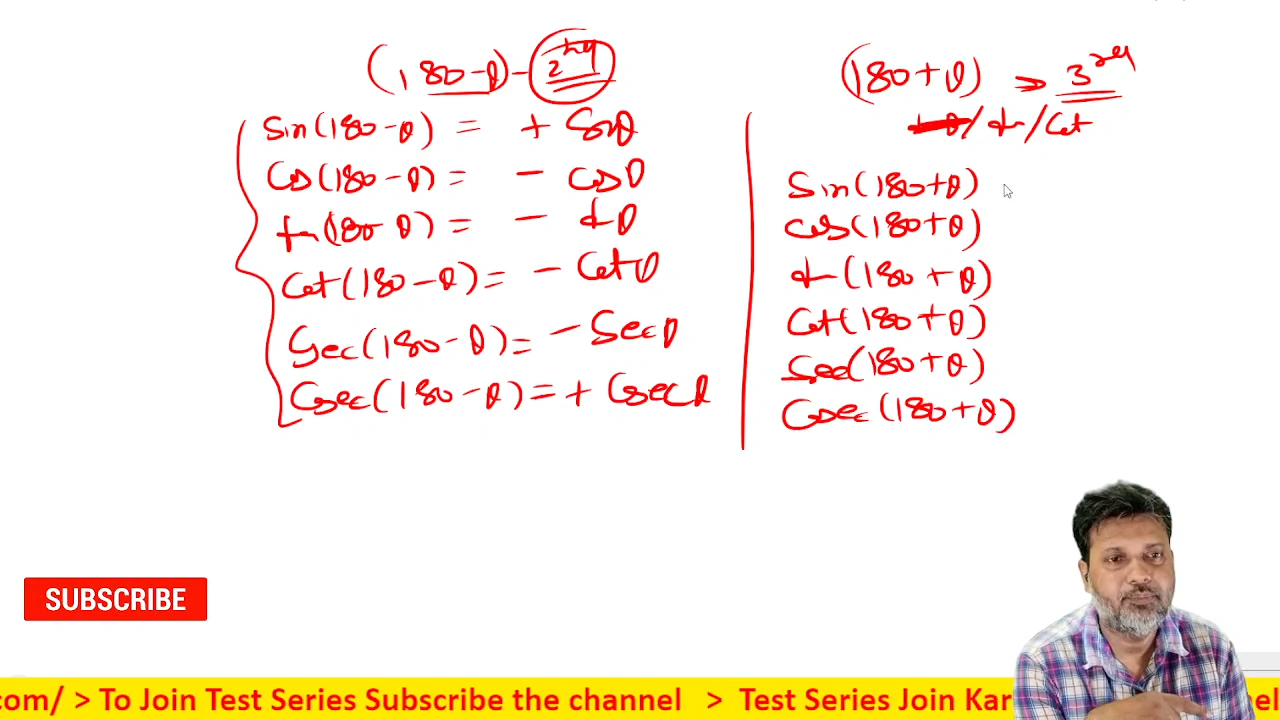 (180-θ) - 2nd
sin(180-θ) = + sinθ
cos(180-θ) = - cosθ
tan(180-θ) = - tanθ
cot(180-θ) = - cotθ
sec(180-θ) = - secθ
cosec(180-θ) = + cosecθ
(180+θ) → 3rd
/ tan / cot
sin(180+θ)
cos(180+θ)
tan(180+θ)
cot(180+θ)
sec(180+θ)
cosec(180+θ)
SUBSCRIBE
com/ > To Join Test Series Subscribe the channel > Test Series Join Kar nel